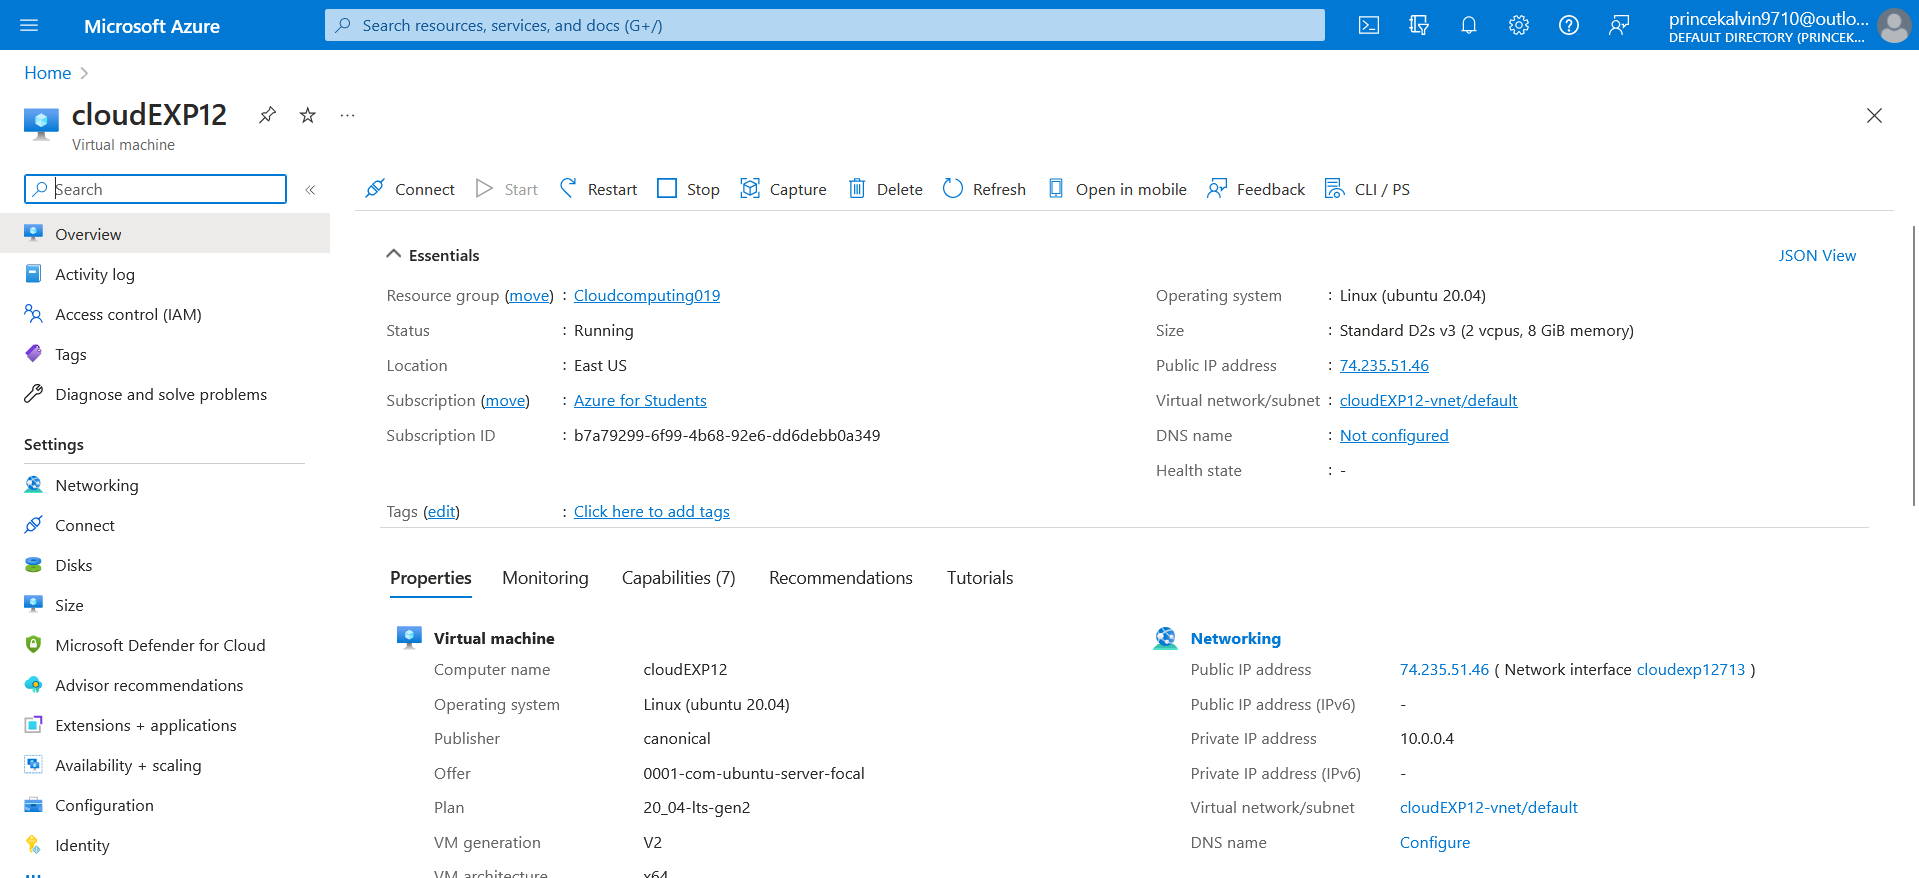 Microsoft Azure
Search resources, services, and docs (G+/)
princekalvin9710@outlo...
DEFAULT DIRECTORY (PRINCEK...
Home
cloudEXP12
Virtual machine
Search
Connect Start Restart Stop Capture Delete Refresh Open in mobile Feedback CLI / PS
Overview
Activity log
Access control (IAM)
Tags
Diagnose and solve problems
Settings
Networking
Connect
Disks
Size
Microsoft Defender for Cloud
Advisor recommendations
Extensions + applications
Availability + scaling
Configuration
Identity
Essentials
JSON View
Resource group (move) : Cloudcomputing019
Status : Running
Location : East US
Subscription (move) : Azure for Students
Subscription ID : b7a79299-6f99-4b68-92e6-dd6debb0a349
Operating system : Linux (ubuntu 20.04)
Size : Standard D2s v3 (2 vcpus, 8 GiB memory)
Public IP address : 74.235.51.46
Virtual network/subnet : cloudEXP12-vnet/default
DNS name : Not configured
Health state : -
Tags (edit) : Click here to add tags
Properties Monitoring Capabilities (7) Recommendations Tutorials
Virtual machine
Computer name cloudEXP12
Operating system Linux (ubuntu 20.04)
Publisher canonical
Offer 0001-com-ubuntu-server-focal
Plan 20_04-lts-gen2
VM generation V2
VM architecture x64
Networking
Public IP address 74.235.51.46 ( Network interface cloudexp12713 )
Public IP address (IPv6) -
Private IP address 10.0.0.4
Private IP address (IPv6) -
Virtual network/subnet cloudEXP12-vnet/default
DNS name Configure